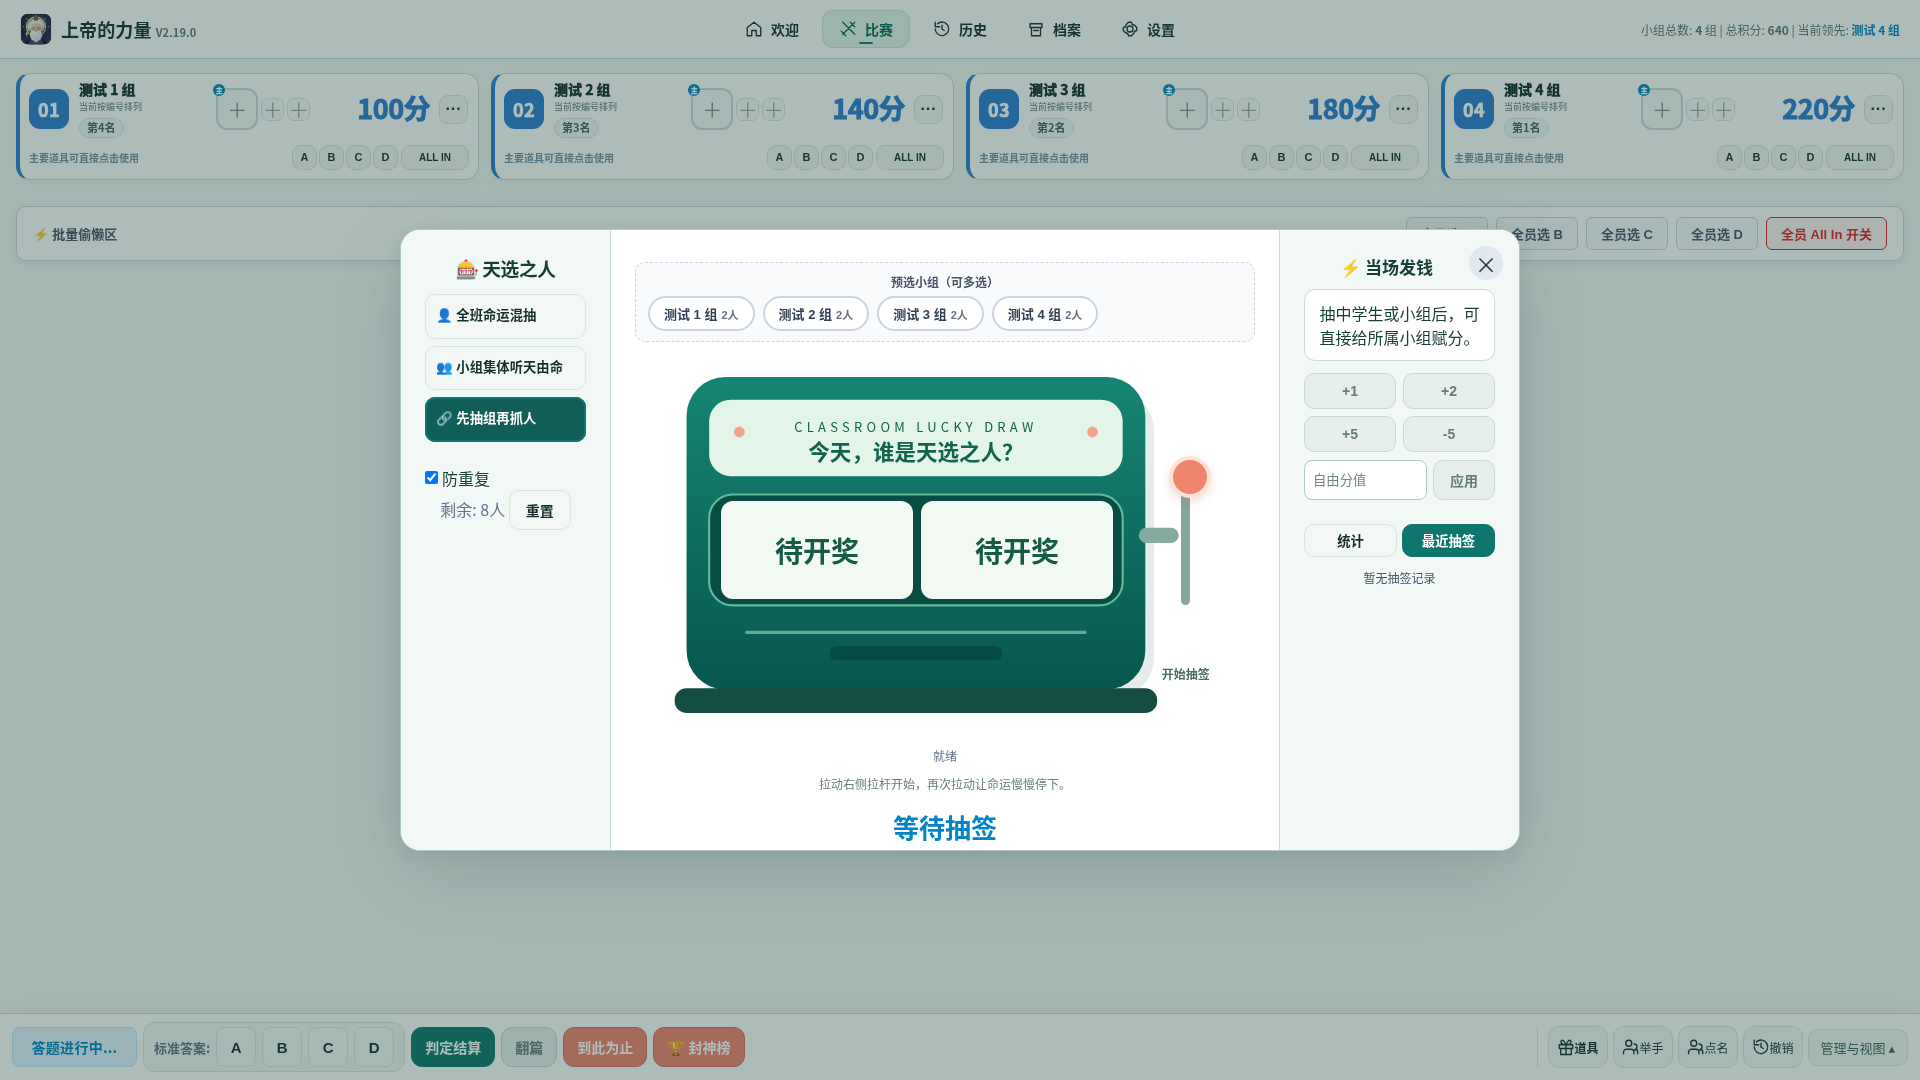 上帝的力量 V2.19.0
欢迎
比赛
历史
档案
设置
小组总数: 4 组 | 总积分: 640 | 当前领先: 测试 4 组
01
测试 1 组
当前按编号排列
第4名
主
100分
主要道具可直接点击使用
A B C D ALL IN
02
测试 2 组
当前按编号排列
第3名
主
140分
主要道具可直接点击使用
A B C D ALL IN
03
测试 3 组
当前按编号排列
第2名
主
180分
主要道具可直接点击使用
A B C D ALL IN
04
测试 4 组
当前按编号排列
第1名
主
220分
主要道具可直接点击使用
A B C D ALL IN
⚡ 批量偷懒区
全员选 B
全员选 C
全员选 D
全员 All In 开关
🎰 天选之人
👤 全班命运混抽
👥 小组集体听天由命
🔗 先抽组再抓人
防重复
剩余: 8人
重置
预选小组（可多选）
测试 1 组 2人
测试 2 组 2人
测试 3 组 2人
测试 4 组 2人
CLASSROOM LUCKY DRAW
今天，谁是天选之人？
待开奖
待开奖
开始抽签
就绪
拉动右侧拉杆开始，再次拉动让命运慢慢停下。
等待抽签
⚡ 当场发钱
抽中学生或小组后，可
直接给所属小组赋分。
+1
+2
+5
-5
自由分值
应用
统计
最近抽签
暂无抽签记录
答题进行中...
标准答案:
A
B
C
D
判定结算
翻篇
到此为止
🏆 封神榜
道具
举手
点名
撤销
管理与视图 ▴